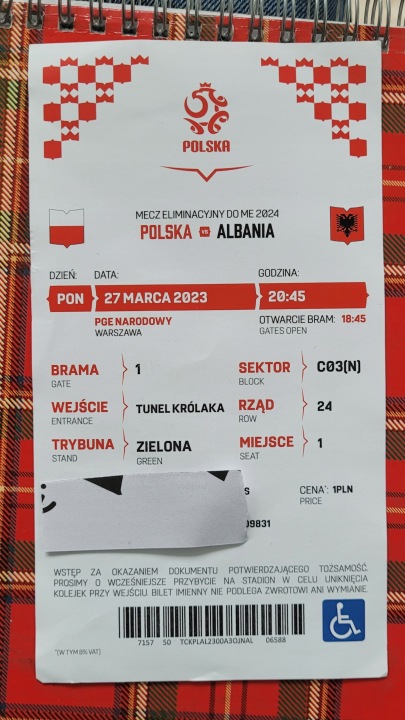 POLSKA
MECZ ELIMINACYJNY DO ME 2024
POLSKA VS ALBANIA
DZIEŃ: DATA: GODZINA:
PON 27 MARCA 2023 20:45
PGE NARODOWY OTWARCIE BRAM: 18:45
WARSZAWA GATES OPEN
BRAMA 1 SEKTOR C03(N)
GATE BLOCK
WEJŚCIE TUNEL KRÓLAKA RZĄD 24
ENTRANCE ROW
TRYBUNA ZIELONA MIEJSCE 1
STAND GREEN SEAT
S CENA*: 1PLN
PRICE
09831
WSTĘP ZA OKAZANIEM DOKUMENTU POTWIERDZAJĄCEGO TOŻSAMOŚĆ.
PROSIMY O WCZEŚNIEJSZE PRZYBYCIE NA STADION W CELU UNIKNIĘCIA
KOLEJEK PRZY WEJŚCIU. BILET IMIENNY NIE PODLEGA ZWROTOWI ANI WYMIANIE.
7157 50 TCKPLAL2300A3OJNAL 06588
*(W TYM 8% VAT)